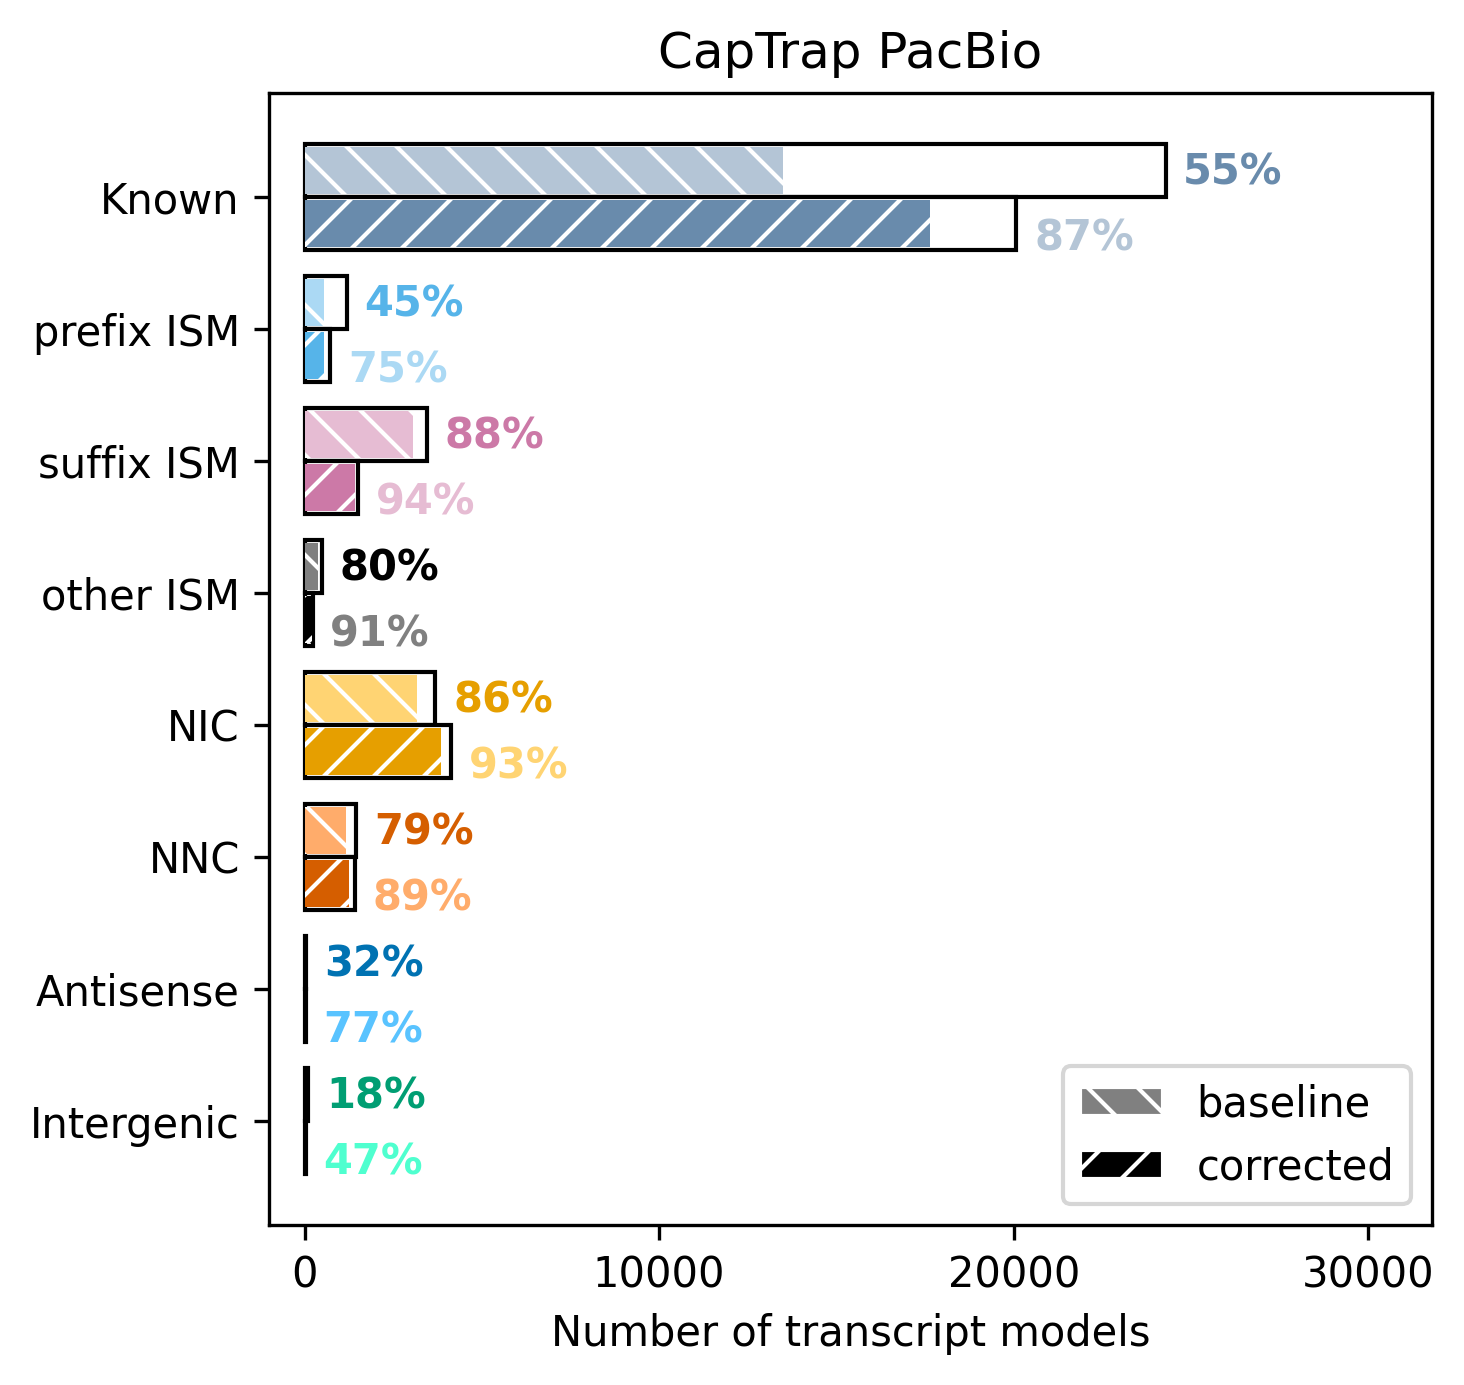 CapTrap PacBio
Known
55%
87%
prefix ISM
45%
75%
suffix ISM
88%
94%
other ISM
80%
91%
NIC
86%
93%
NNC
79%
89%
Antisense
32%
77%
Intergenic
18%
47%
baseline
corrected
0 10000 20000 30000
Number of transcript models